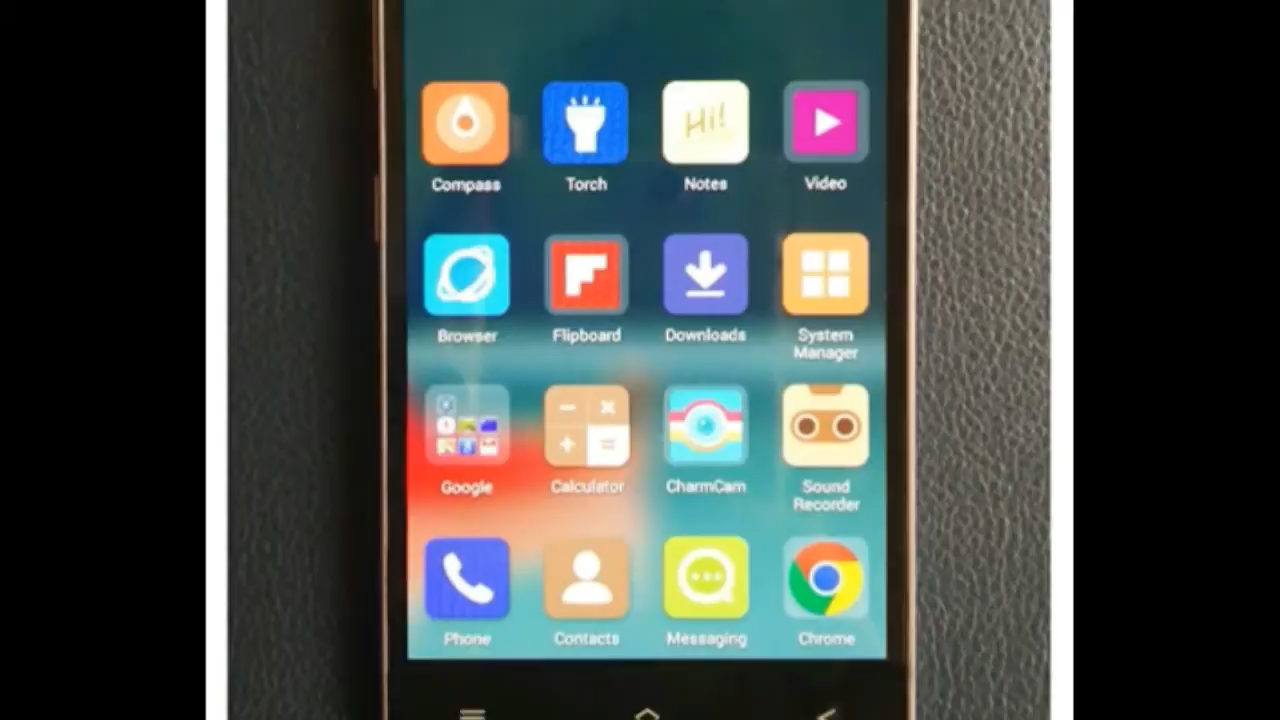 Hi!
Compass Torch Notes Video
Browser Flipboard Downloads System Manager
Google Calculator CharmCam Sound Recorder
Phone Contacts Messaging Chrome